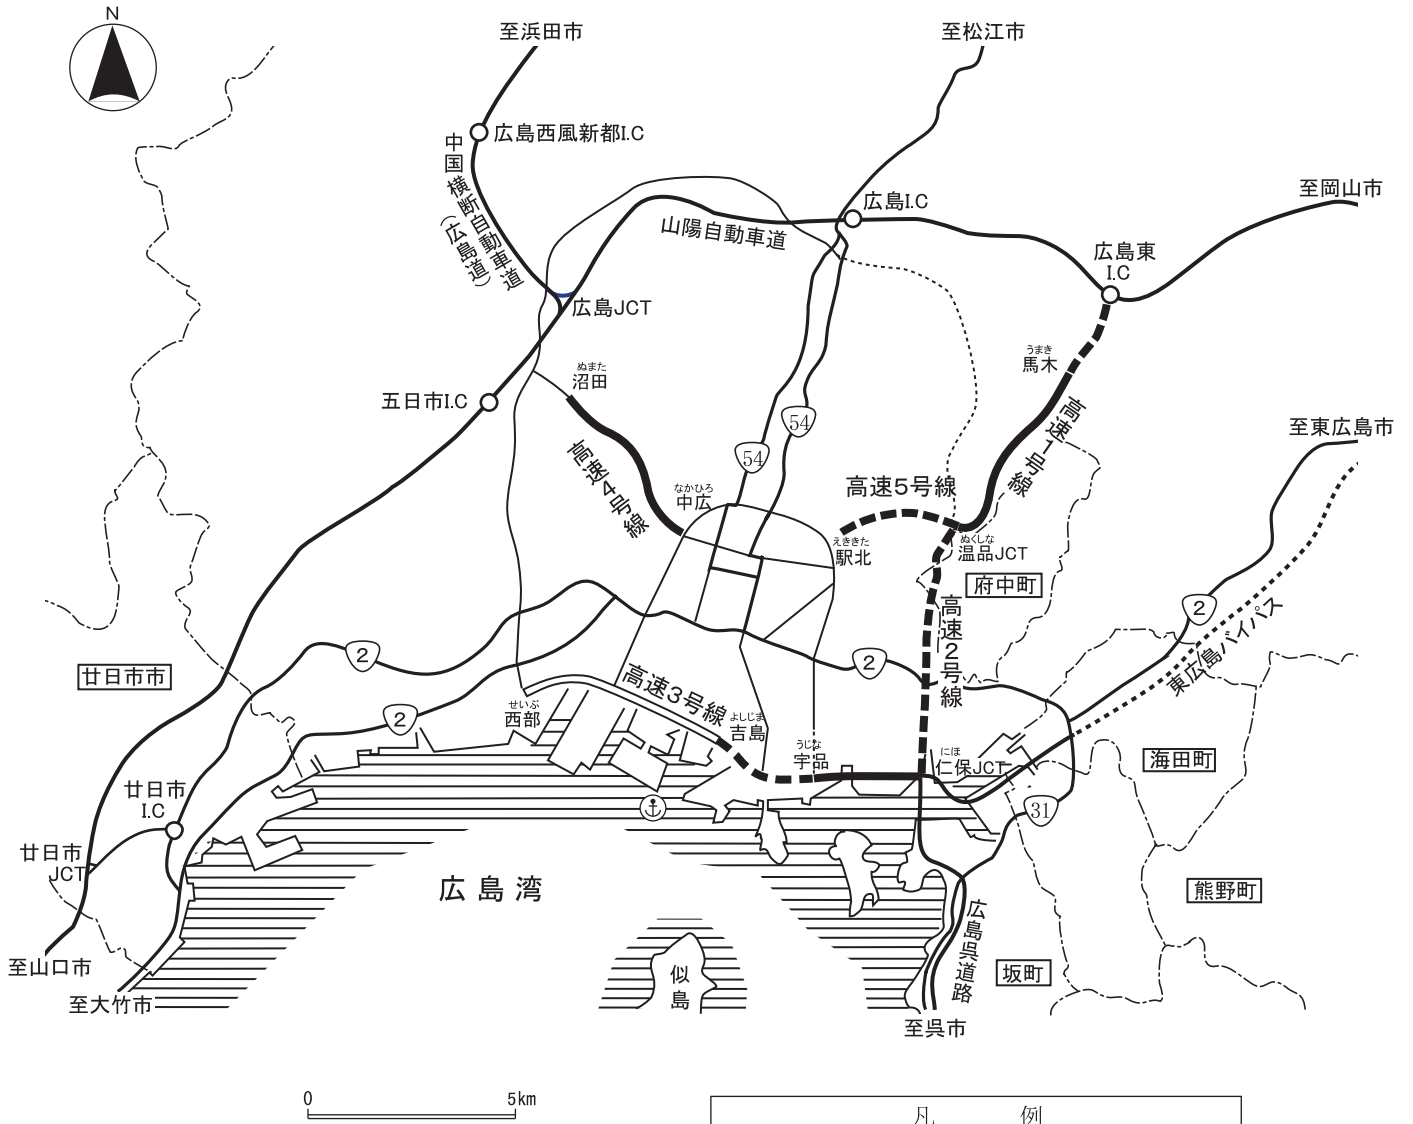 N
至浜田市
至松江市
広島西風新都I.C
中国横断自動車道
(広島道)
山陽自動車道
広島I.C
至岡山市
広島東
I.C
広島JCT
うまき
馬木
ぬまた
沼田
五日市I.C
高速1号線
至東広島市
54
54
高速4号線
なかひろ
中広
高速5号線
えききた
駅北
ぬくしな
温品JCT
府中町
高速2号線
2
東広島バイパス
2
2
廿日市市
高速3号線
2
せいぶ
西部
よしじま
吉島
うじな
宇品
にほ
仁保JCT
海田町
31
廿日市
I.C
廿日市
JCT
広島湾
熊野町
広島呉道路
坂町
似島
至山口市
至大竹市
至呉市
0 5km
凡例